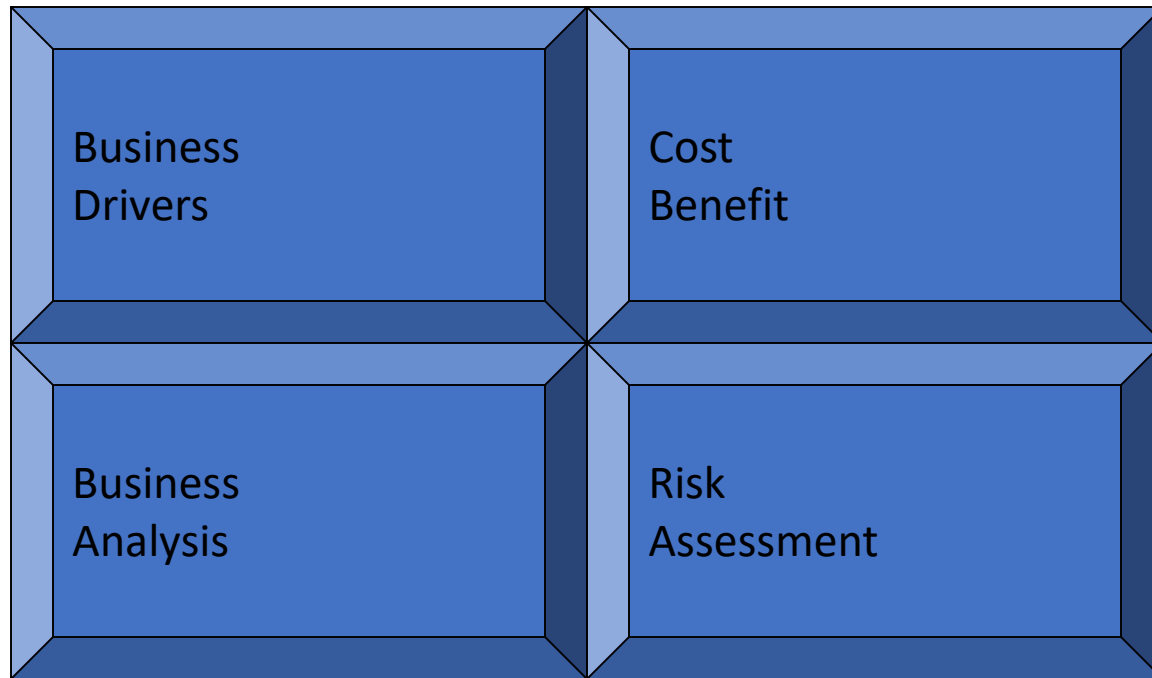 Business
Drivers
Cost
Benefit
Business
Analysis
Risk
Assessment